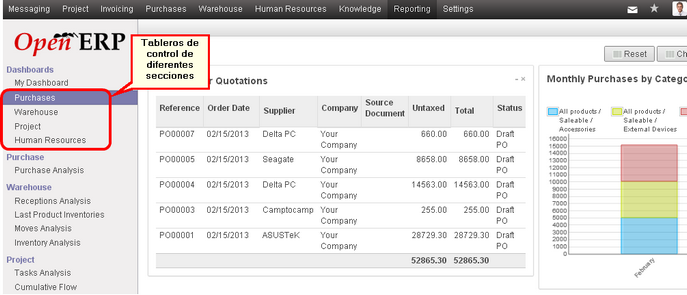 Messaging Project Invoicing Purchases Warehouse Human Resources Knowledge Reporting Settings
Open ERP
Tableros de
control de
diferentes
secciones
Reset
Dashboards
My Dashboard
Purchases
Warehouse
Project
Human Resources
Purchase
Purchase Analysis
Warehouse
Receptions Analysis
Last Product Inventories
Moves Analysis
Inventory Analysis
Project
Tasks Analysis
Cumulative Flow
Quotations
Reference Order Date Supplier Company Source Document Untaxed Total Status
PO00007 02/15/2013 Delta PC Your Company 660.00 660.00 Draft PO
PO00005 02/15/2013 Seagate Your Company 8658.00 8658.00 Draft PO
PO00004 02/15/2013 Delta PC Your Company 14563.00 14563.00 Draft PO
PO00003 02/15/2013 Camptocamp Your Company 255.00 255.00 Draft PO
PO00001 02/15/2013 ASUSTeK Your Company 28729.30 28729.30 Draft PO
52865.30 52865.30
Monthly Purchases by Catego
All products /
Saleable /
Accessories
All products /
Saleable /
External Devices
All pro
Saleab
16000
15000
14000
13000
12000
11000
10000
9000
8000
7000
6000
5000
4000
3000
2000
1000
0
February